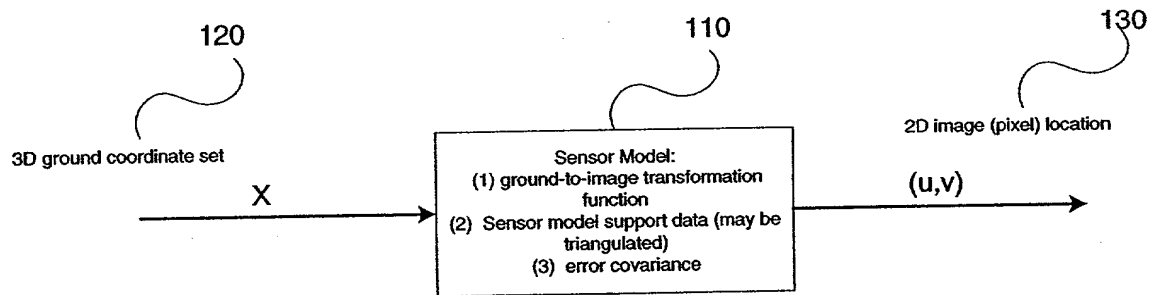 120
110
130
3D ground coordinate set
2D image (pixel) location
X
Sensor Model:
(1) ground-to-image transformation
function
(2) Sensor model support data (may be
triangulated)
(3) error covariance
(u,v)